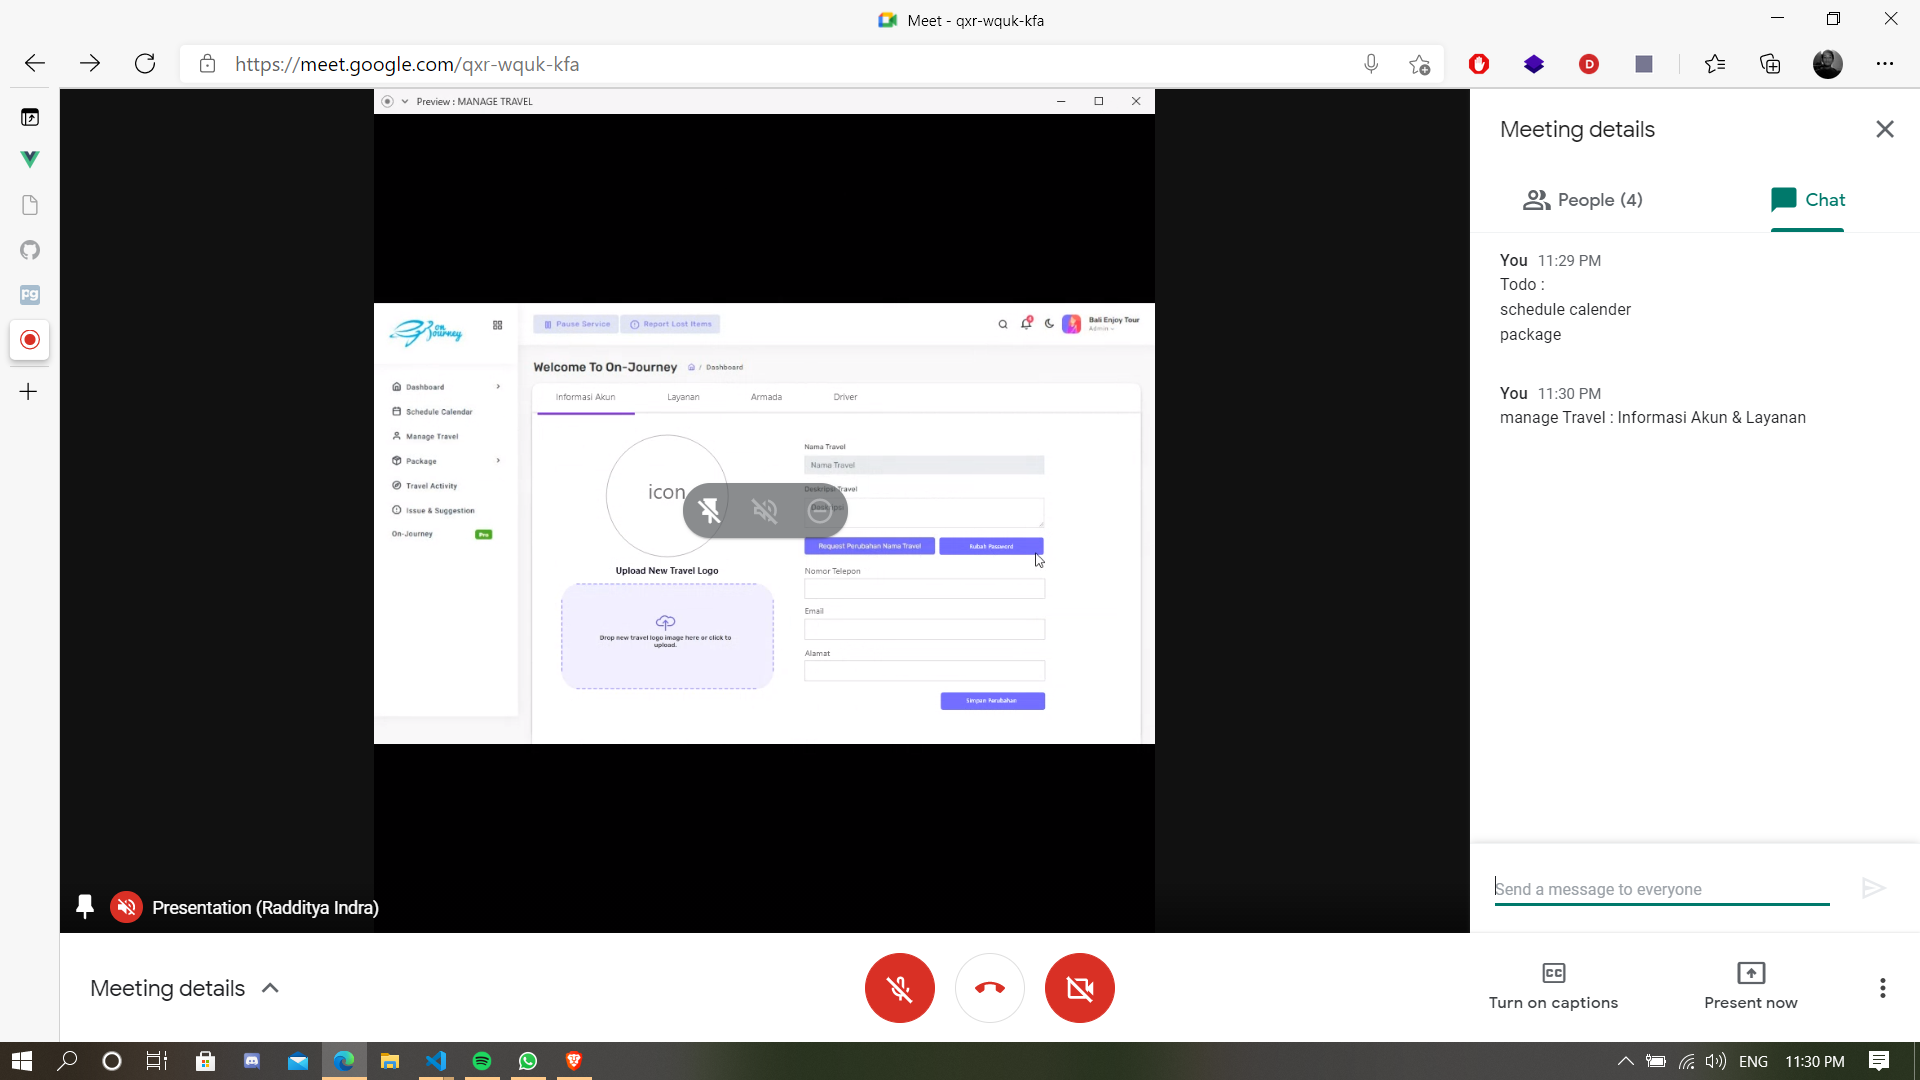 Meet - qxr-wquk-kfa
https://meet.google.com/qxr-wquk-kfa
Preview : MANAGE TRAVEL
on Journey
Pause Service
Report Lost Items
Bali Enjoy Tour
Admin
Welcome To On-Journey
/ Dashboard
Dashboard
Schedule Calendar
Manage Travel
Package
Travel Activity
Issue & Suggestion
On-Journey
Pro
Informasi Akun
Layanan
Armada
Driver
icon
Upload New Travel Logo
Drop new travel logo image here or click to
upload.
Nama Travel
Nama Travel
Deskripsi Travel
Deskripsi
Request Perubahan Nama Travel
Rubah Password
Nomor Telepon
Email
Alamat
Simpan Perubahan
Presentation (Radditya Indra)
Meeting details
People (4)
Chat
You 11:29 PM
Todo :
schedule calender
package
You 11:30 PM
manage Travel : Informasi Akun & Layanan
Send a message to everyone
Meeting details
Turn on captions
Present now
ENG
11:30 PM